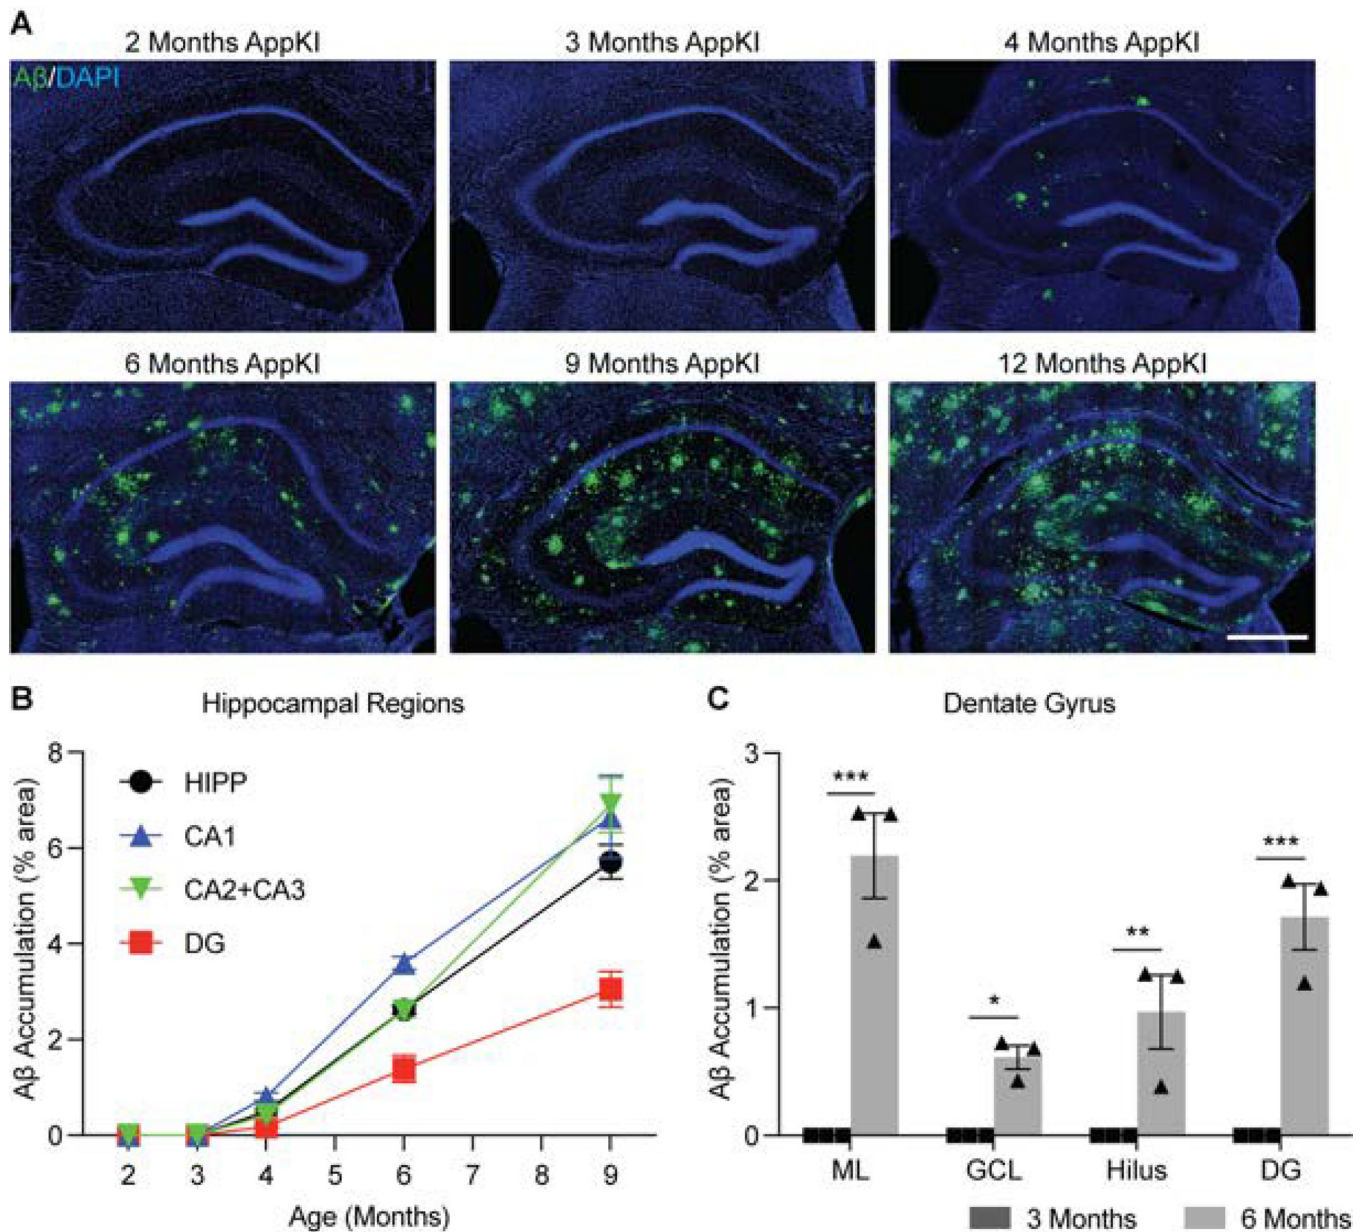 A
2 Months AppKI
3 Months AppKI
4 Months AppKI
Aβ/DAPI
6 Months AppKI
9 Months AppKI
12 Months AppKI
B
Hippocampal Regions
Aβ Accumulation (% area)
8
6
4
2
0
HIPP
CA1
CA2+CA3
DG
2 3 4 5 6 7 8 9
Age (Months)
C
Dentate Gyrus
Aβ Accumulation (% area)
3
2
1
0
***
*
**
***
ML GCL Hilus DG
3 Months 6 Months